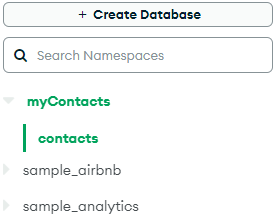 + Create Database
Search Namespaces
myContacts
contacts
sample_airbnb
sample_analytics